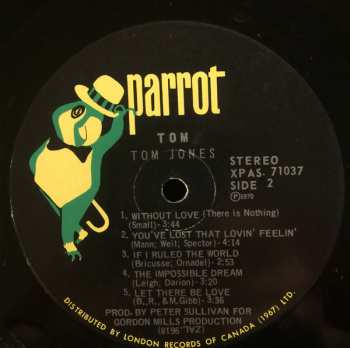 parrot
TOM
TOM JONES
STEREO
XPAS. 71037
SIDE 2
Ⓟ1970
1. WITHOUT LOVE (There is Nothing)
(Small)-3:44
2. YOU'VE LOST THAT LOVIN' FEELIN'
(Mann; Weil; Spector)-4:14
3. IF I RULED THE WORLD
(Bricusse; Ornadel)-2:53
4. THE IMPOSSIBLE DREAM
(Leigh; Darion)-3:20
5. LET THERE BE LOVE
(B., R., &M.Gibb)-3:36
PROD. BY PETER SULLIVAN FOR
GORDON MILLS PRODUCTION
(ZAL.9618)
DISTRIBUTED BY LONDON RECORDS OF CANADA (1967) LTD.